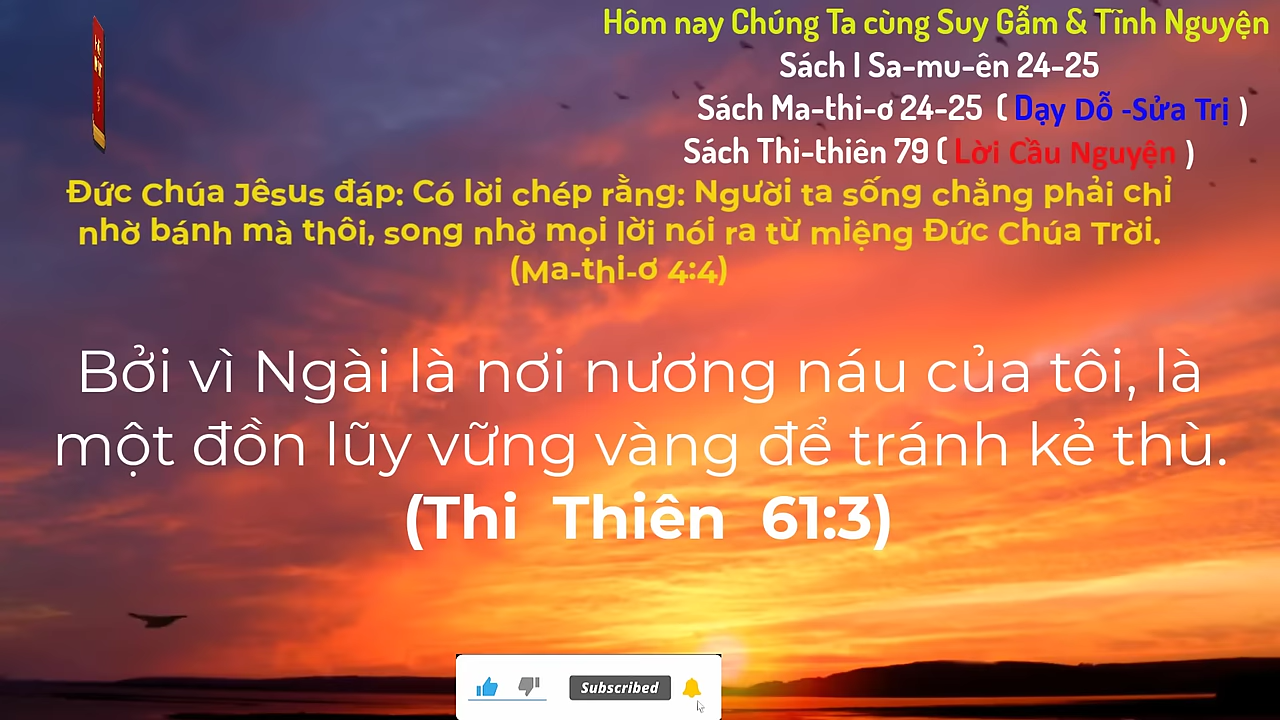 Hôm nay Chúng Ta cùng Suy Gẫm & Tĩnh Nguyện
Sách I Sa-mu-ên 24-25
Sách Ma-thi-ơ 24-25 ( Dạy Dỗ -Sửa Trị )
Sách Thi-thiên 79 ( Lời Cầu Nguyện )
Đức Chúa Jêsus đáp: Có lời chép rằng: Người ta sống chẳng phải chỉ
nhờ bánh mà thôi, song nhờ mọi lời nói ra từ miệng Đức Chúa Trời.
(Ma-thi-ơ 4:4)
Bởi vì Ngài là nơi nương náu của tôi, là
một đồn lũy vững vàng để tránh kẻ thù.
(Thi Thiên 61:3)
Subscribed